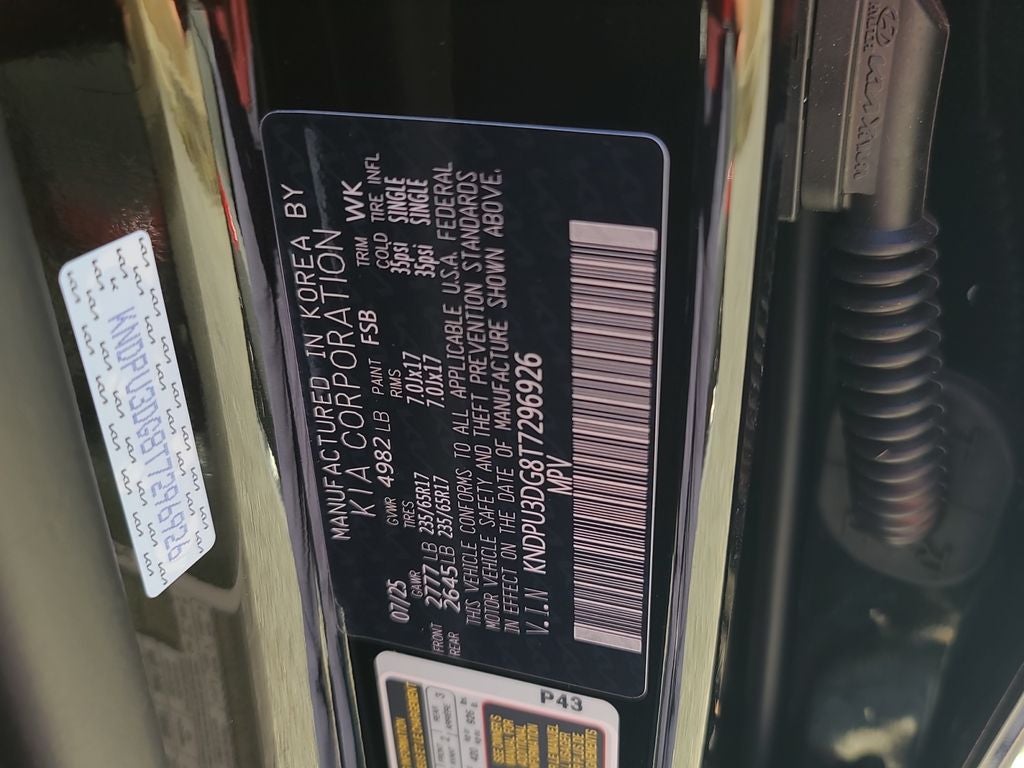 MANUFACTURED IN KOREA BY
KIA CORPORATION
07/25 GVWR 4982 LB PAINT FSB TRIM WK
GAWR TIRES RIMS COLD TIRE INFL
FRONT 2777 LB 235/65R17 7.0Jx17 35psi SINGLE
REAR 2645 LB 235/65R17 7.0Jx17 35psi SINGLE
THIS VEHICLE CONFORMS TO ALL APPLICABLE U.S.A. FEDERAL
MOTOR VEHICLE SAFETY AND THEFT PREVENTION STANDARDS
IN EFFECT ON THE DATE OF MANUFACTURE SHOWN ABOVE.
V.I.N KNDPU3DG8T7296926
MPV
KNDPU3DG8T7296926
P43